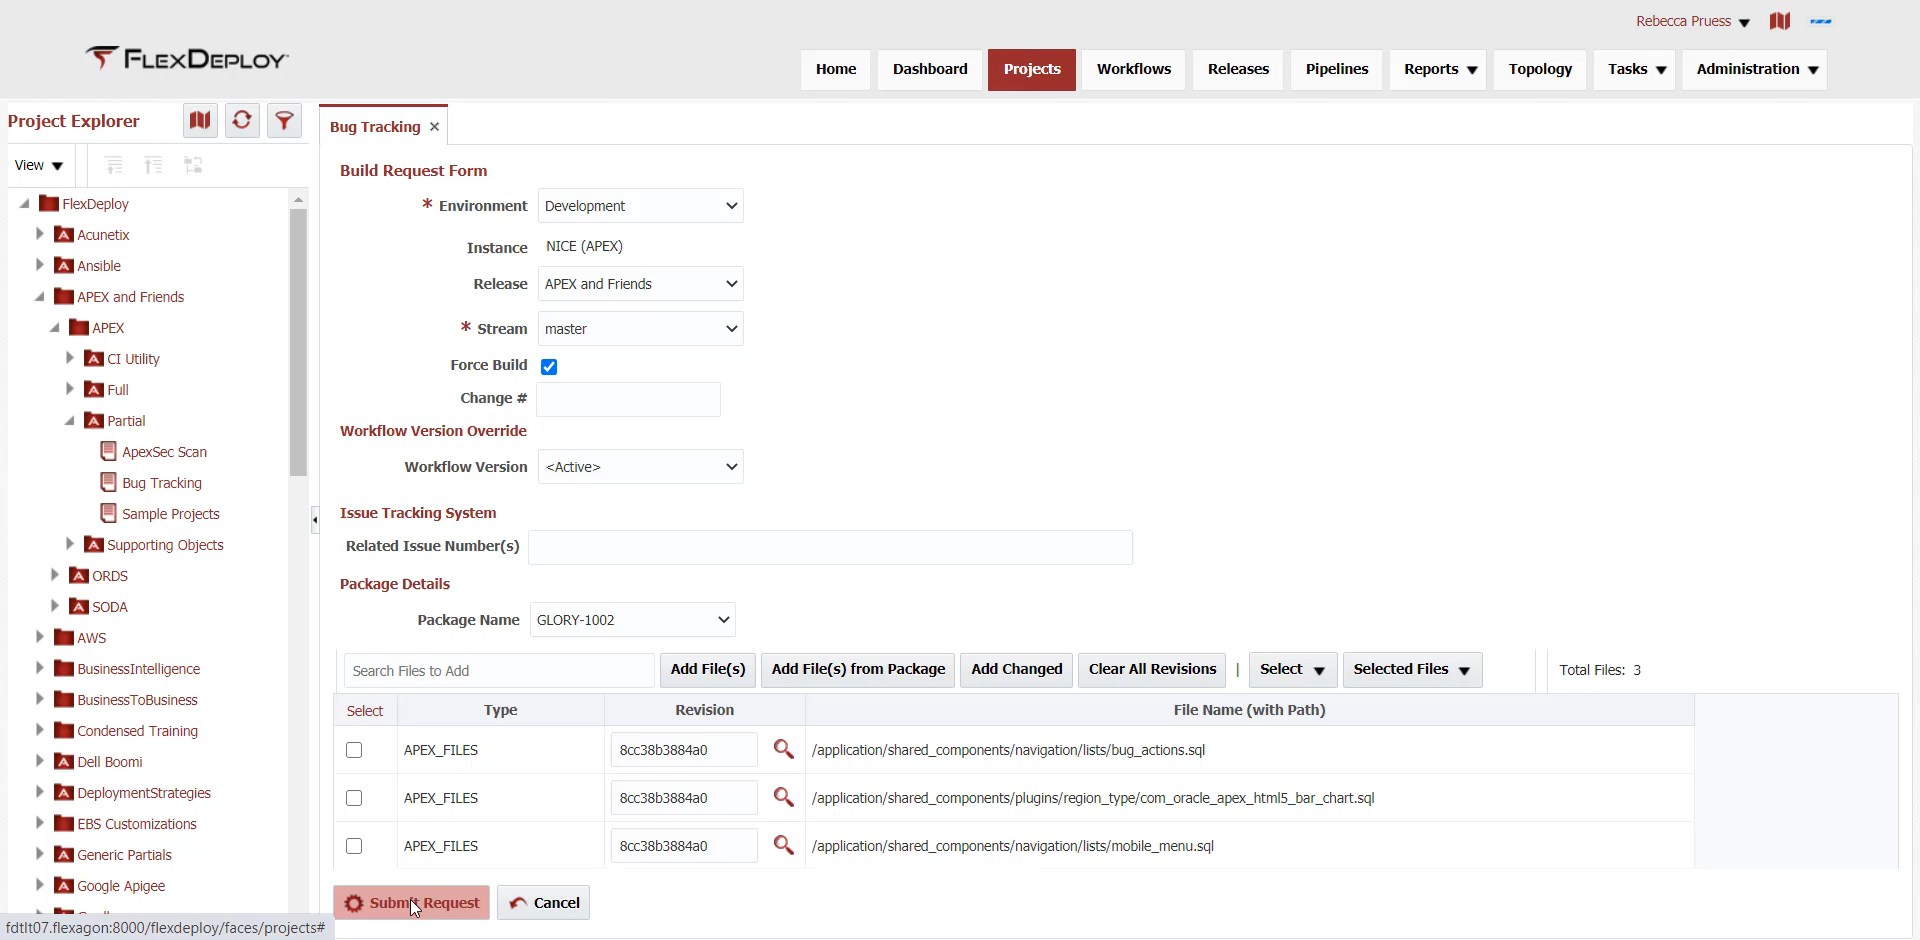 Rebecca Pruess
FLEXDEPLOY
Home
Dashboard
Projects
Workflows
Releases
Pipelines
Reports
Topology
Tasks
Administration
Project Explorer
View
FlexDeploy
Acunetix
Ansible
APEX and Friends
APEX
CI Utility
Full
Partial
ApexSec Scan
Bug Tracking
Sample Projects
Supporting Objects
ORDS
SODA
AWS
BusinessIntelligence
BusinessToBusiness
Condensed Training
Dell Boomi
DeploymentStrategies
EBS Customizations
Generic Partials
Google Apigee
fdtlt07.flexagon:8000/flexdeploy/faces/projects#
Bug Tracking
Build Request Form
* Environment Development
Instance NICE (APEX)
Release APEX and Friends
* Stream master
Force Build
Change #
Workflow Version Override
Workflow Version <Active>
Issue Tracking System
Related Issue Number(s)
Package Details
Package Name GLORY-1002
Search Files to Add Add File(s) Add File(s) from Package Add Changed Clear All Revisions | Select Selected Files Total Files: 3
Select Type Revision File Name (with Path)
APEX_FILES 8cc38b3884a0 /application/shared_components/navigation/lists/bug_actions.sql
APEX_FILES 8cc38b3884a0 /application/shared_components/plugins/region_type/com_oracle_apex_html5_bar_chart.sql
APEX_FILES 8cc38b3884a0 /application/shared_components/navigation/lists/mobile_menu.sql
Submit Request Cancel